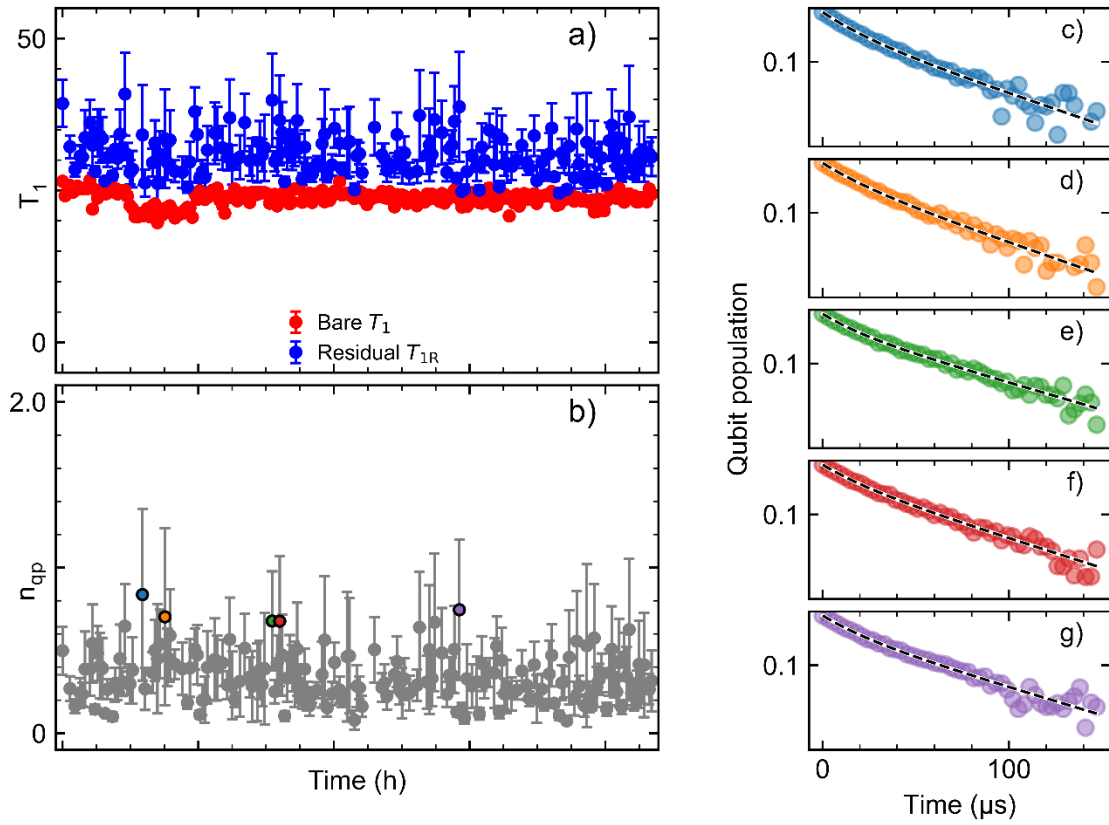 a)
50
T₁
0
Bare T₁
Residual T₁R
b)
2.0
nqp
0
Time (h)
c)
0.1
d)
0.1
e)
0.1
f)
0.1
g)
0.1
Qubit population
0
100
Time (µs)